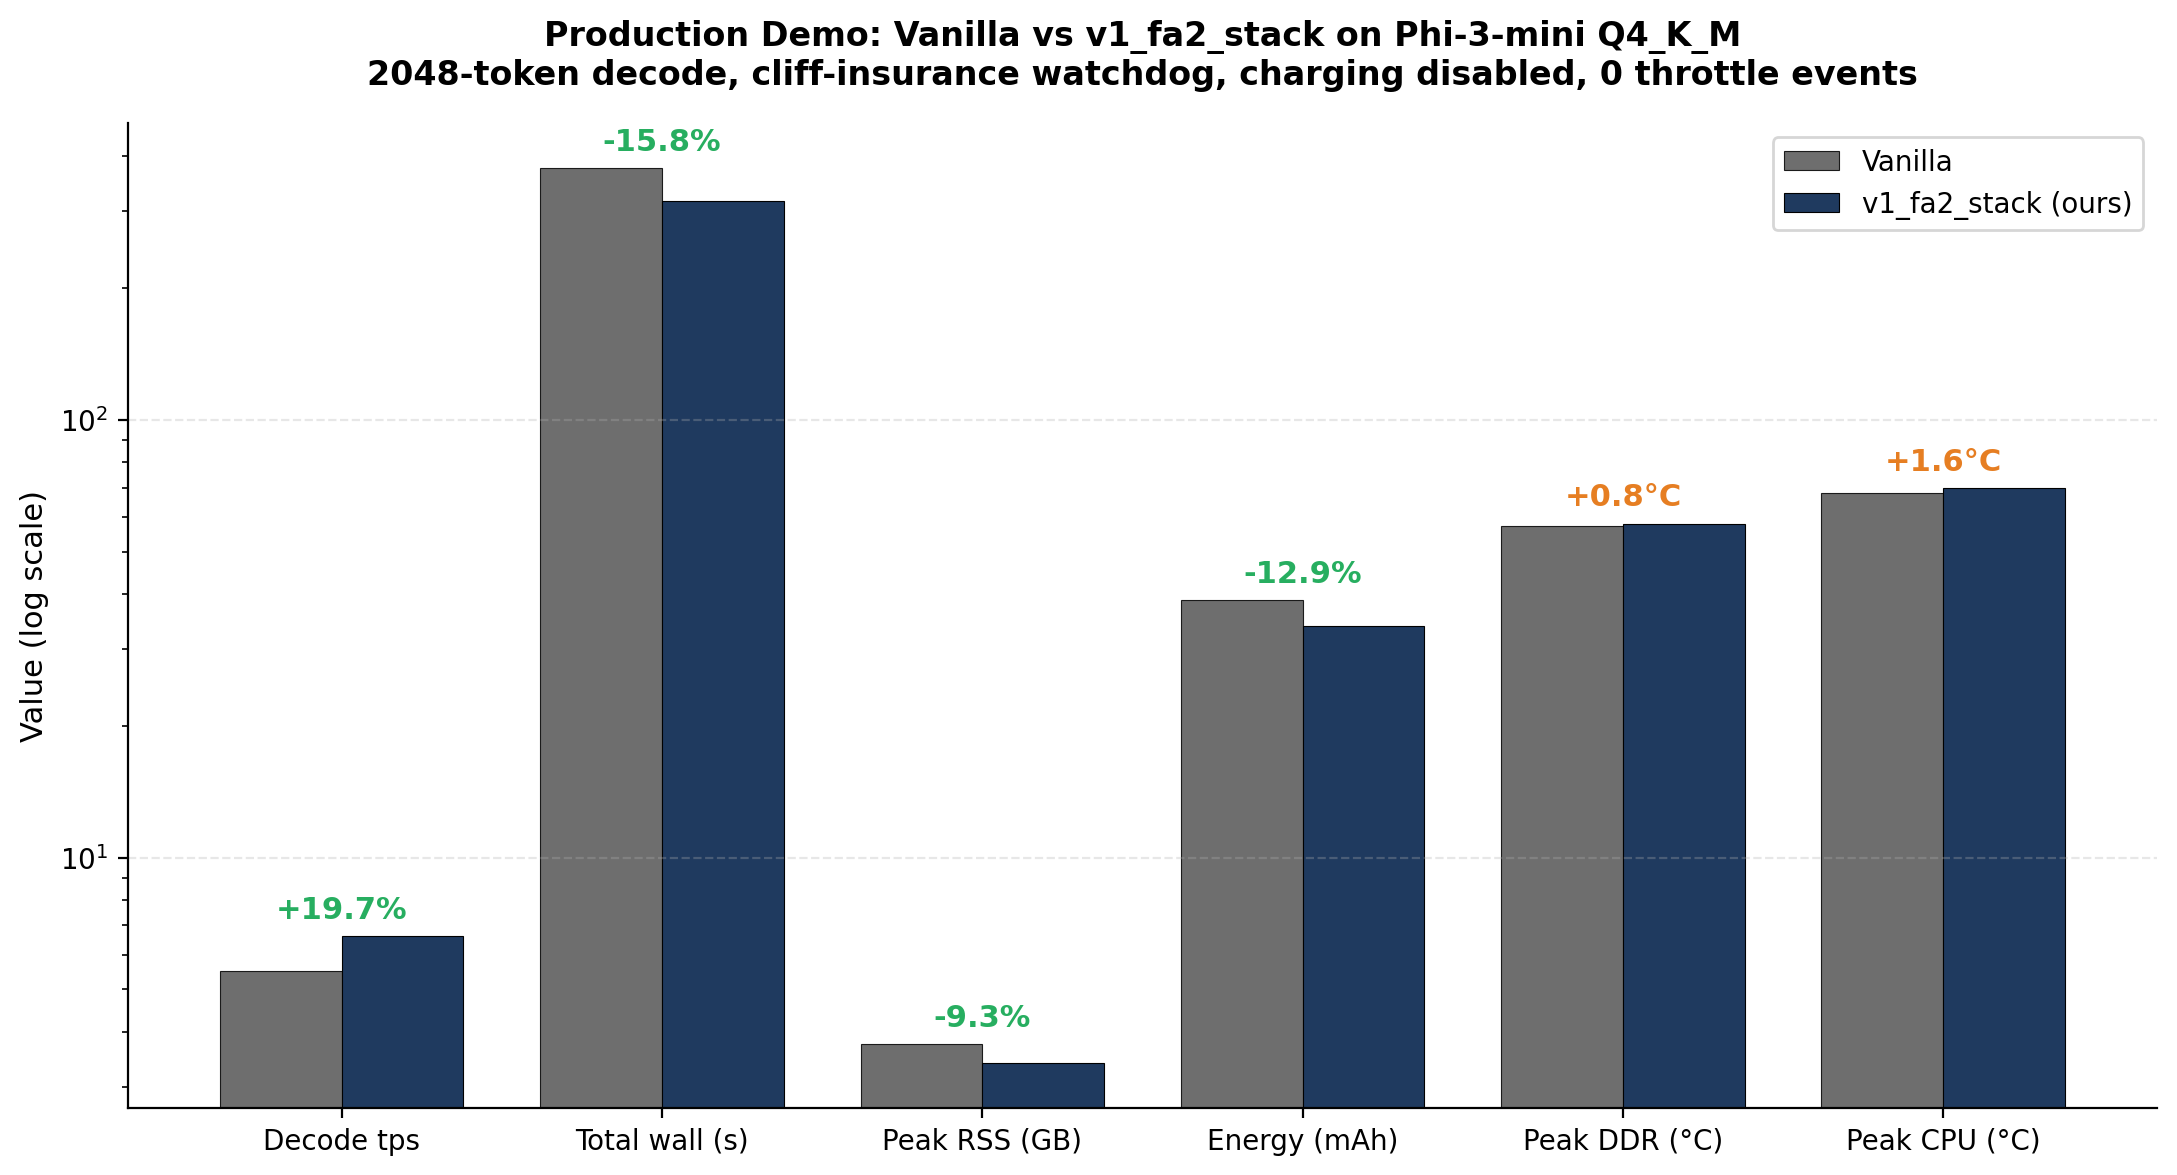 Production Demo: Vanilla vs v1_fa2_stack on Phi-3-mini Q4_K_M
2048-token decode, cliff-insurance watchdog, charging disabled, 0 throttle events
Vanilla
v1_fa2_stack (ours)
Value (log scale)
10²
10¹
+19.7%
-15.8%
-9.3%
-12.9%
+0.8°C
+1.6°C
Decode tps
Total wall (s)
Peak RSS (GB)
Energy (mAh)
Peak DDR (°C)
Peak CPU (°C)